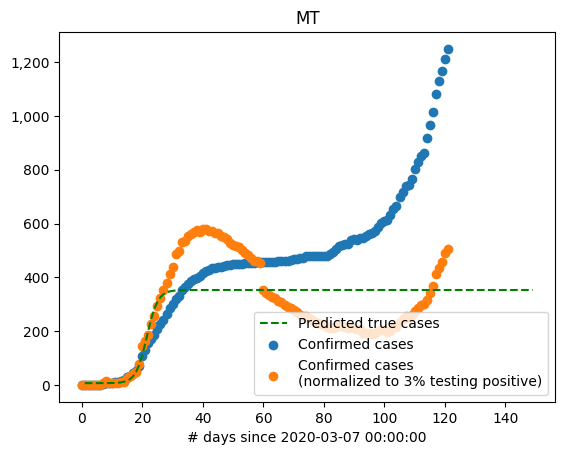 MT
1,200
1,000
800
600
400
200
0
Predicted true cases
Confirmed cases
Confirmed cases
(normalized to 3% testing positive)
0 20 40 60 80 100 120 140
# days since 2020-03-07 00:00:00